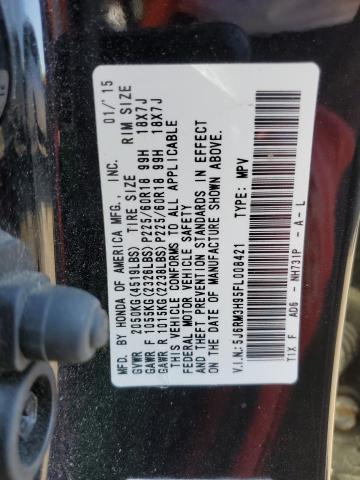 MFD. BY HONDA OF AMERICA MFG., INC. 01/'15
GVWR 2050KG(4519LBS) TIRE SIZE RIM SIZE
GAWR F 1055KG(2326LBS) P225/60R18 99H 18X7J
GAWR R 1015KG(2238LBS) P225/60R18 99H 18X7J
THIS VEHICLE CONFORMS TO ALL APPLICABLE
FEDERAL MOTOR VEHICLE SAFETY
AND THEFT PREVENTION STANDARDS IN EFFECT
ON THE DATE OF MANUFACTURE SHOWN ABOVE.
V.I.N.:5J6RM3H95FL008421 TYPE: MPV
T1X F AD6 - NH731P - A - L